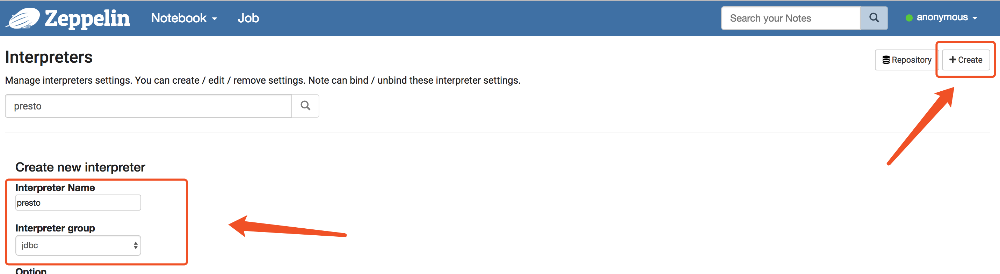 Zeppelin Notebook Job Search your Notes anonymous
Interpreters
Repository Create
Manage interpreters settings. You can create / edit / remove settings. Note can bind / unbind these interpreter settings.
presto
Create new interpreter
Interpreter Name
presto
Interpreter group
jdbc
Option